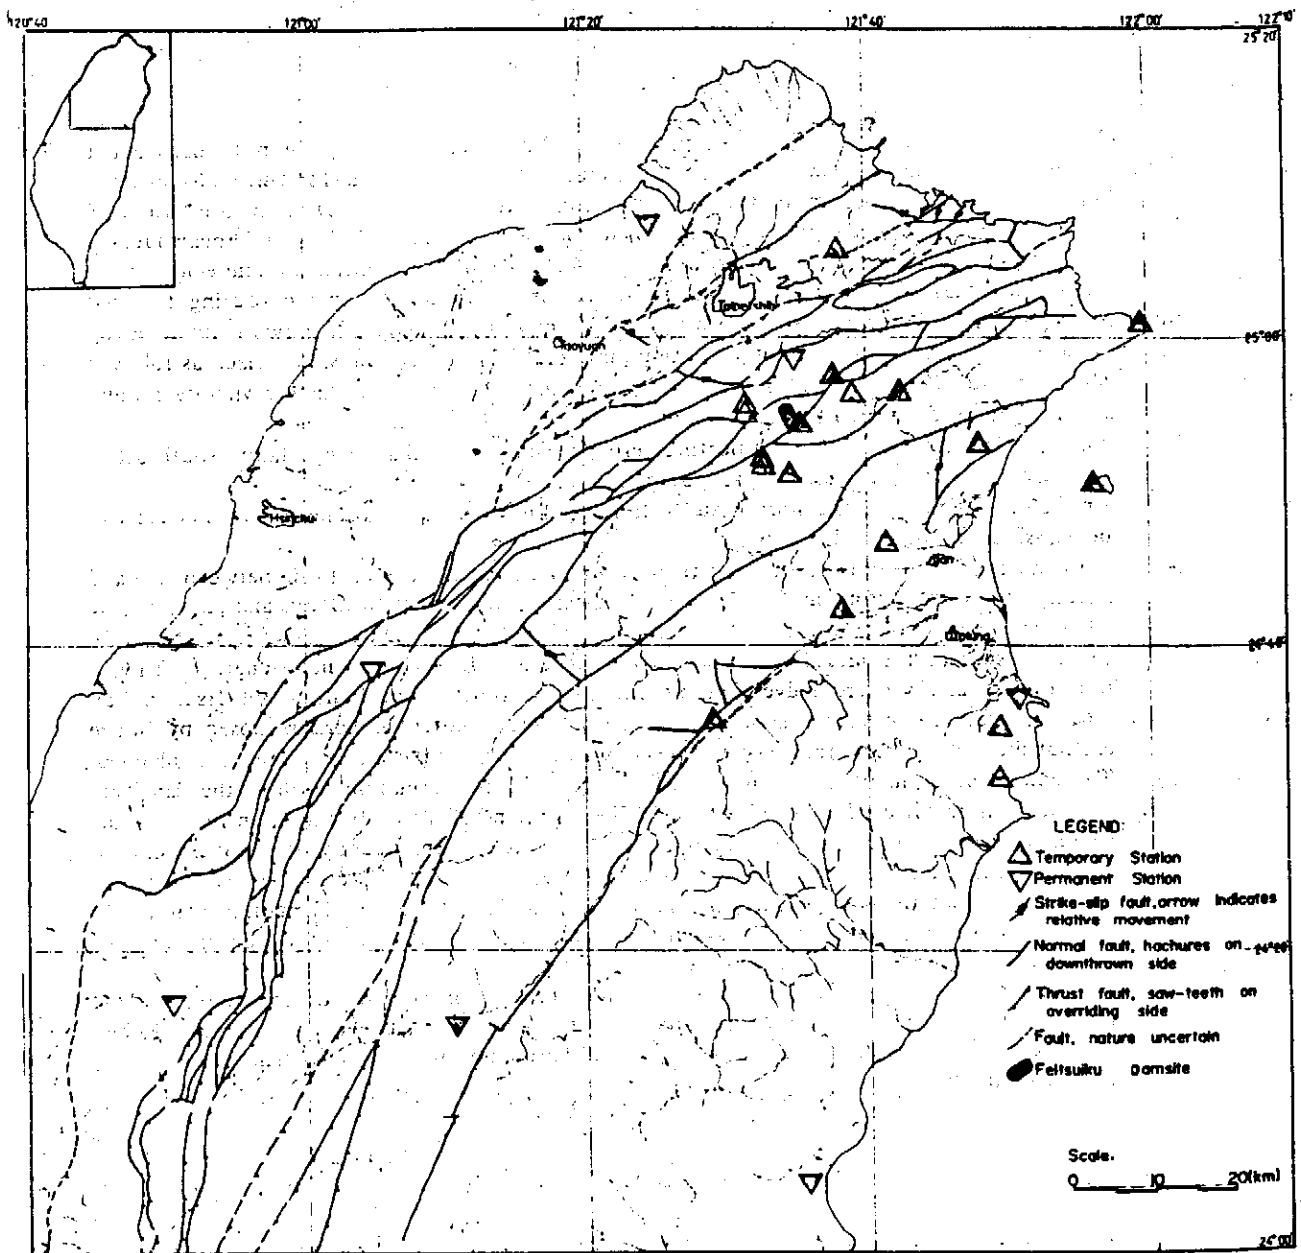 120°40'
121°00'
121°20'
121°40'
122°00'
122°10'
25°20'
?
Taipei-shih
Taoyuan
25°00'
Hsinchu
Ilan
24°40'
LEGEND:
Temporary Station
Permanent Station
Strike-slip fault, arrow indicates
relative movement
Normal fault, hachures on
downthrown side
24°20'
Thrust fault, saw-teeth on
overriding side
Fault, nature uncertain
Feitsuiku Damsite
Scale.
0 10 20(km)
24°00'